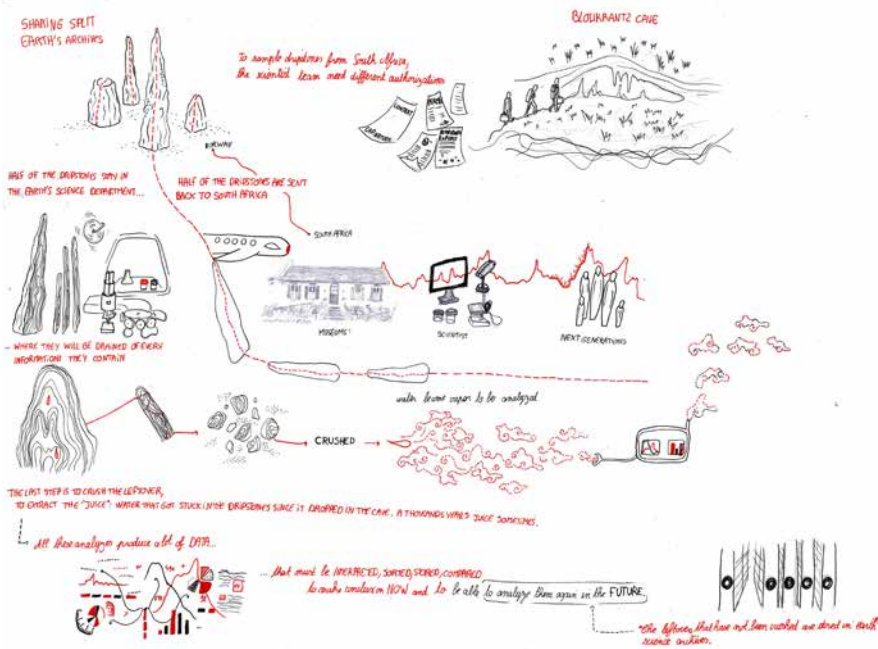 SHARING SPLIT
EARTH'S ARCHIVES
BLOUKRANTZ CAVE
To sample dripstones from South Africa,
the scientist team need different authorizations
CONTRACT
EXPORT
NORWAY
HALF OF THE DRIPSTONES STAY IN
THE EARTH'S SCIENCE DEPARTMENT...
HALF OF THE DRIPSTONES ARE SENT
BACK TO SOUTH AFRICA
SOUTH AFRICA
MUSEUMS!
SCIENTIST
NEXT GENERATIONS
... WHERE THEY WILL BE DRAINED OF EVERY
INFORMATIONS THEY CONTAIN
water become vapor to be analyzed
CRUSHED
THE LAST STEP IS TO CRUSH THE LEFTOVER,
TO EXTRACT THE "JUICE": WATER THAT GOT STUCK IN THE DRIPSTONES SINCE IT DROPPED IN THE CAVE. A THOUSANDS YEARS JUICE SOMETIMES.
All these analyzes produce a lot of DATA...
... that must be INTERPRETED, SORTED, STORED, COMPARED
to make conclusion NOW and to be able to analyze them again in the FUTURE.
*the leftovers that have not been crushed are stored in earth
science archives.